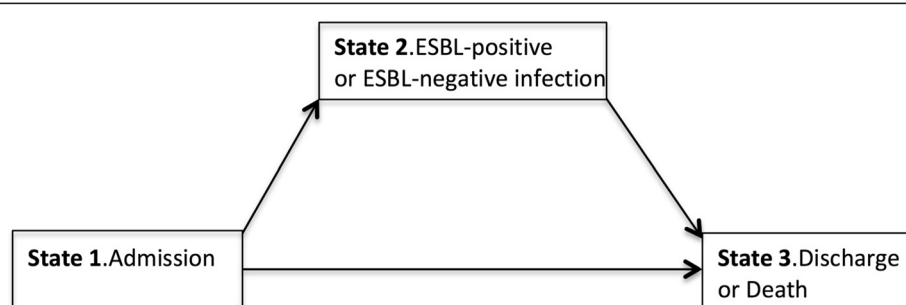 State 2.ESBL-positive
or ESBL-negative infection
State 1.Admission
State 3.Discharge
or Death